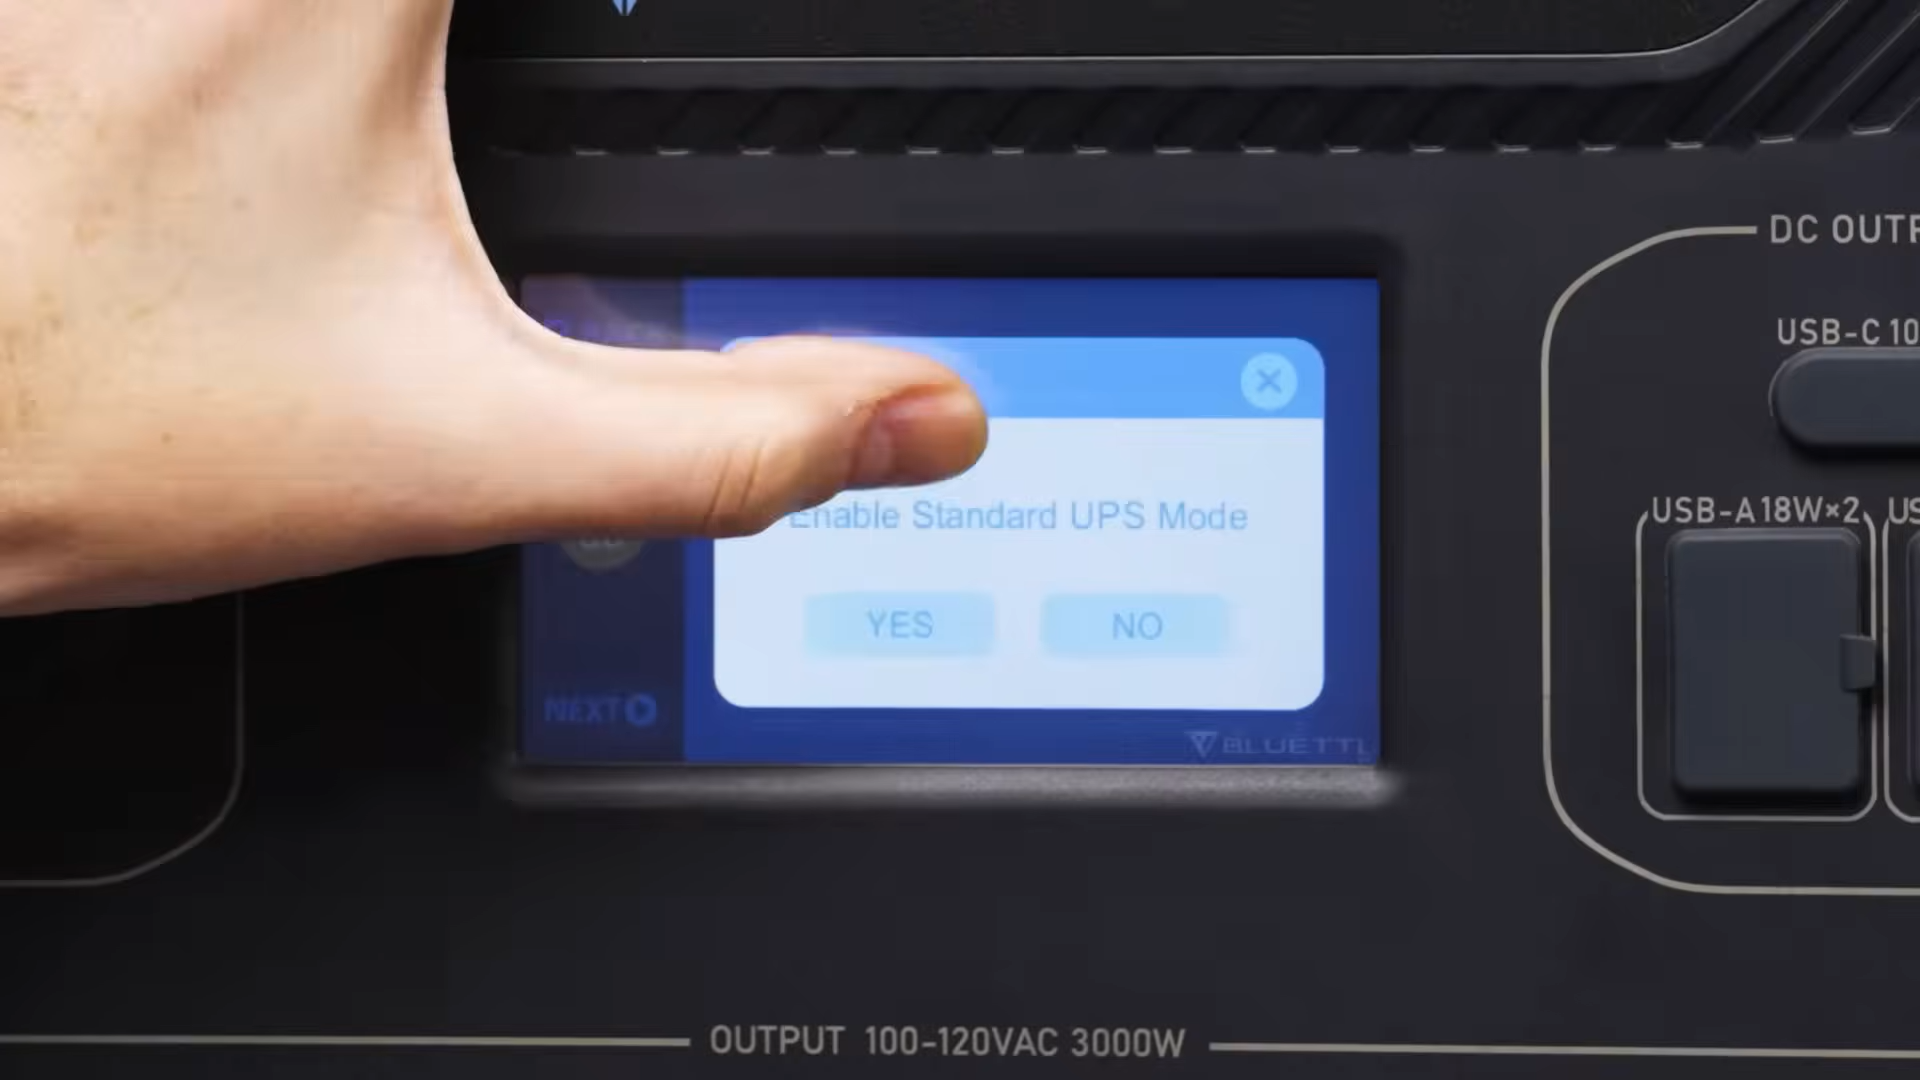 DC OUTP
USB-C 10
USB-A 18W×2
US
Enable Standard UPS Mode
YES
NO
NEXT
BLUETTI
OUTPUT 100-120VAC 3000W